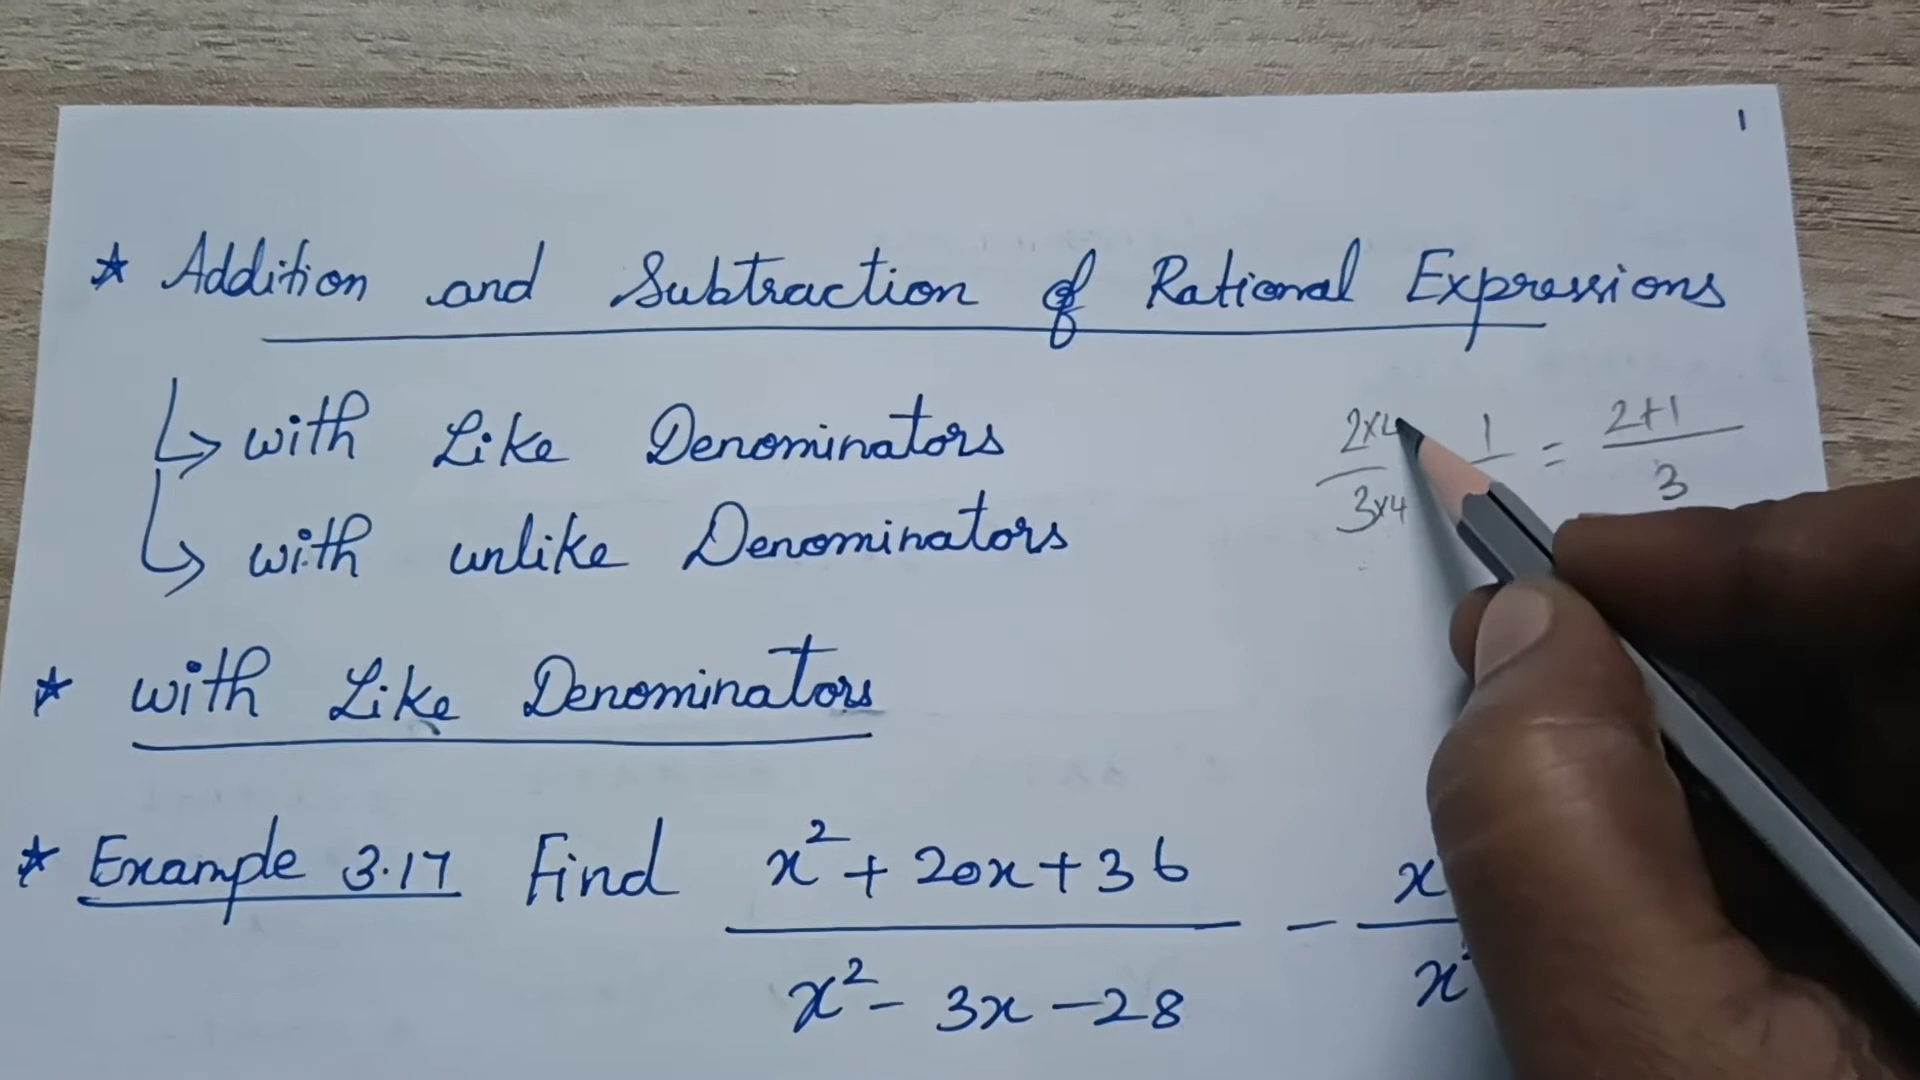 1
* Addition and Subtraction of Rational Expressions
↳ with Like Denominators
2×4/3×4 1/ = 2+1/3
↳ with unlike Denominators
* with Like Denominators
* Example 3.17 Find x²+20x+36/x²-3x-28 - x/x